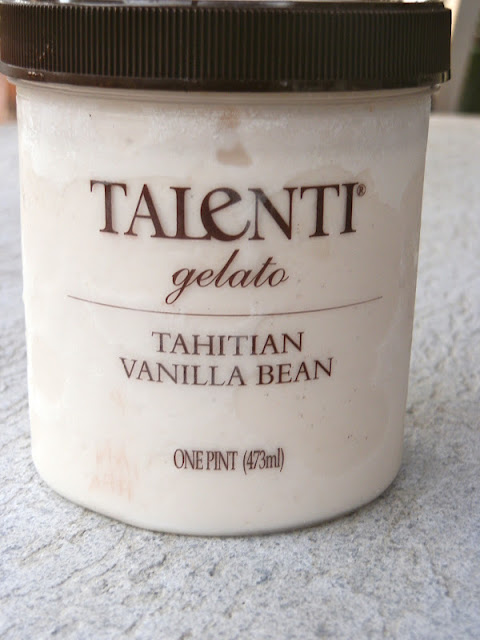 TALeNTI®
gelato
TAHITIAN
VANILLA BEAN
ONE PINT (473ml)